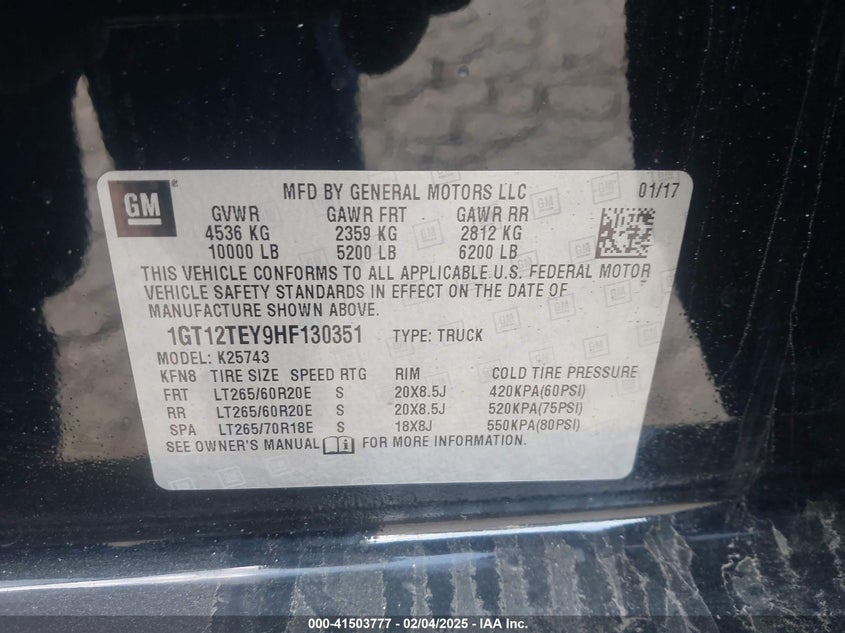 GM ® MFD BY GENERAL MOTORS LLC 01/17
GVWR GAWR FRT GAWR RR
4536 KG 2359 KG 2812 KG
10000 LB 5200 LB 6200 LB
THIS VEHICLE CONFORMS TO ALL APPLICABLE U.S. FEDERAL MOTOR
VEHICLE SAFETY STANDARDS IN EFFECT ON THE DATE OF
MANUFACTURE SHOWN ABOVE.
1GT12TEY9HF130351 TYPE: TRUCK
MODEL: K25743
KFN8 TIRE SIZE SPEED RTG RIM COLD TIRE PRESSURE
FRT LT265/60R20E S 20X8.5J 420KPA(60PSI)
RR LT265/60R20E S 20X8.5J 520KPA(75PSI)
SPA LT265/70R18E S 18X8J 550KPA(80PSI)
SEE OWNER'S MANUAL FOR MORE INFORMATION.
000-41503777 - 02/04/2025 - IAA Inc.